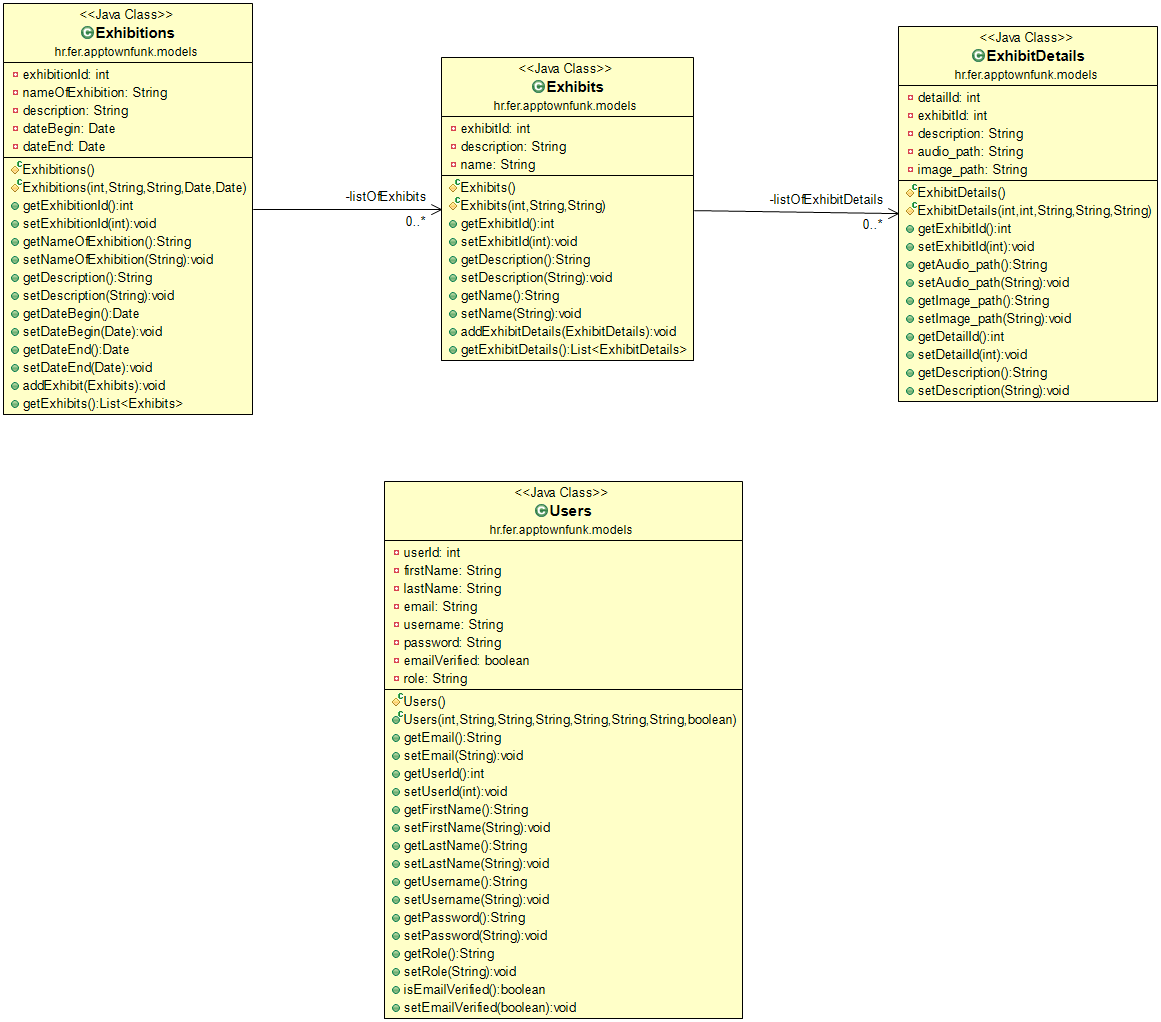 <<Java Class>>
Exhibitions
hr.fer.apptownfunk.models
exhibitionId: int
nameOfExhibition: String
description: String
dateBegin: Date
dateEnd: Date
Exhibitions()
Exhibitions(int,String,String,Date,Date)
getExhibitionId():int
setExhibitionId(int):void
getNameOfExhibition():String
setNameOfExhibition(String):void
getDescription():String
setDescription(String):void
getDateBegin():Date
setDateBegin(Date):void
getDateEnd():Date
setDateEnd(Date):void
addExhibit(Exhibits):void
getExhibits():List<Exhibits>
-listOfExhibits
0..*
<<Java Class>>
Exhibits
hr.fer.apptownfunk.models
exhibitId: int
description: String
name: String
Exhibits()
Exhibits(int,String,String)
getExhibitId():int
setExhibitId(int):void
getDescription():String
setDescription(String):void
getName():String
setName(String):void
addExhibitDetails(ExhibitDetails):void
getExhibitDetails():List<ExhibitDetails>
-listOfExhibitDetails
0..*
<<Java Class>>
ExhibitDetails
hr.fer.apptownfunk.models
detailId: int
exhibitId: int
description: String
audio_path: String
image_path: String
ExhibitDetails()
ExhibitDetails(int,int,String,String,String)
getExhibitId():int
setExhibitId(int):void
getAudio_path():String
setAudio_path(String):void
getImage_path():String
setImage_path(String):void
getDetailId():int
setDetailId(int):void
getDescription():String
setDescription(String):void
<<Java Class>>
Users
hr.fer.apptownfunk.models
userId: int
firstName: String
lastName: String
email: String
username: String
password: String
emailVerified: boolean
role: String
Users()
Users(int,String,String,String,String,String,String,boolean)
getEmail():String
setEmail(String):void
getUserId():int
setUserId(int):void
getFirstName():String
setFirstName(String):void
getLastName():String
setLastName(String):void
getUsername():String
setUsername(String):void
getPassword():String
setPassword(String):void
getRole():String
setRole(String):void
isEmailVerified():boolean
setEmailVerified(boolean):void